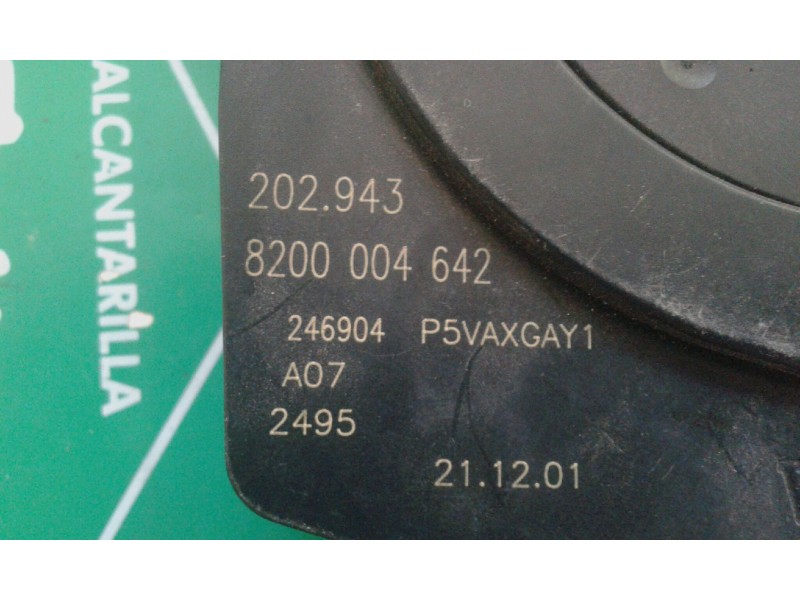 ALCANTARILLA
202.943
8200 004 642
246904 P5VAXGAY1
A07
2495
21.12.01